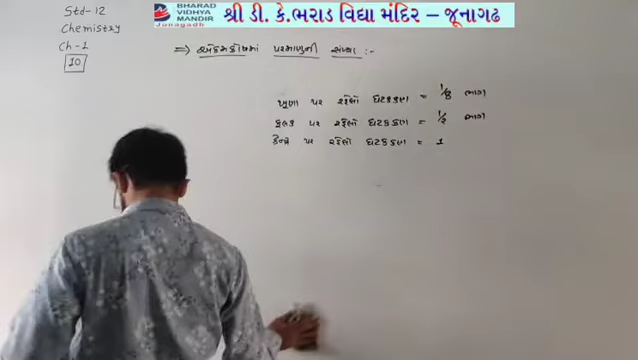 Std-12
Chemistry
Ch-1
10
BHARAD
VIDHYA
MANDIR
Junagadh
શ્રી ડી. કે.ભરાડ વિદ્યા મંદિર – જૂનાગઢ
⇒ એકમકોષમાં પરમાણુની સંખ્યા :-
ખૂણા પર રહેલો ઘટકકણ = 1/8 ભાગ
ફલક પર રહેલો ઘટકકણ = 1/2 ભાગ
કેન્દ્ર પર રહેલો ઘટકકણ = 1